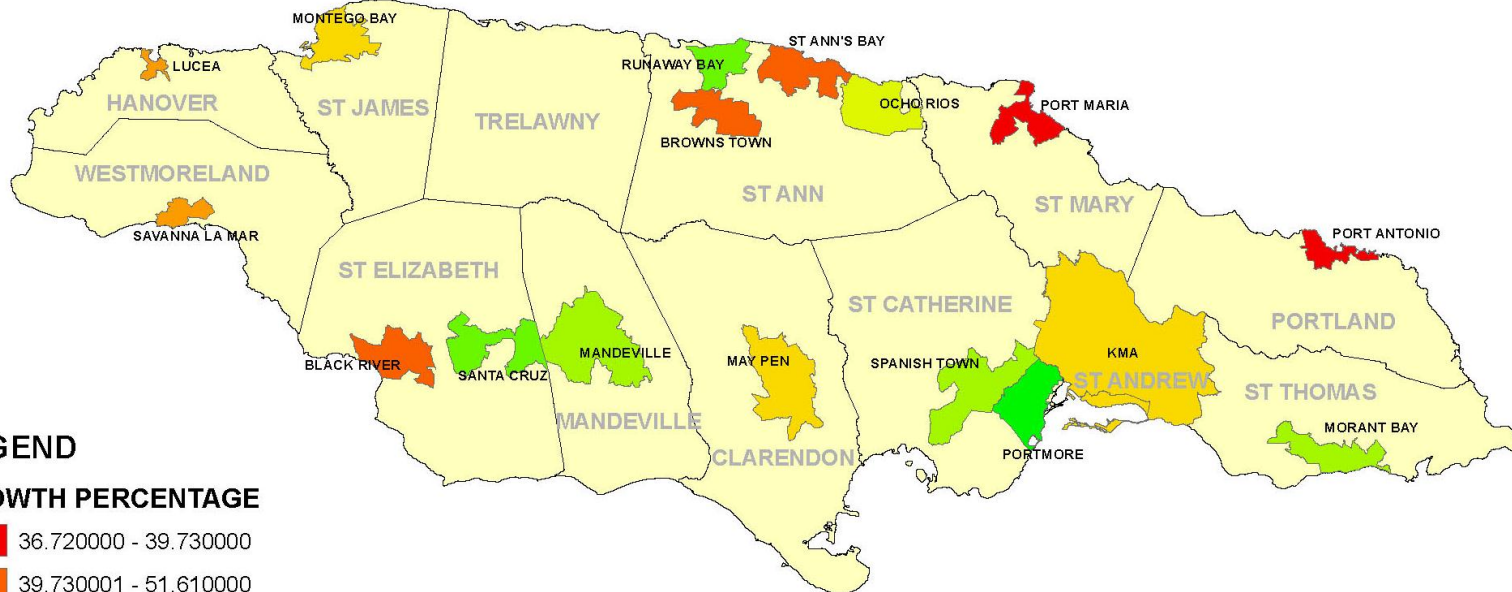 MONTEGO BAY
ST ANN'S BAY
LUCEA
RUNAWAY BAY
HANOVER
ST JAMES
OCHO RIOS
PORT MARIA
TRELAWNY
BROWNS TOWN
WESTMORELAND
ST ANN
ST MARY
SAVANNA LA MAR
PORT ANTONIO
ST ELIZABETH
ST CATHERINE
PORTLAND
MANDEVILLE
KMA
BLACK RIVER
MAY PEN
SPANISH TOWN
SANTA CRUZ
ST ANDREW
ST THOMAS
MANDEVILLE
MORANT BAY
CLARENDON
PORTMORE
GEND
OWTH PERCENTAGE
36.720000 - 39.730000
39.730001 - 51.610000